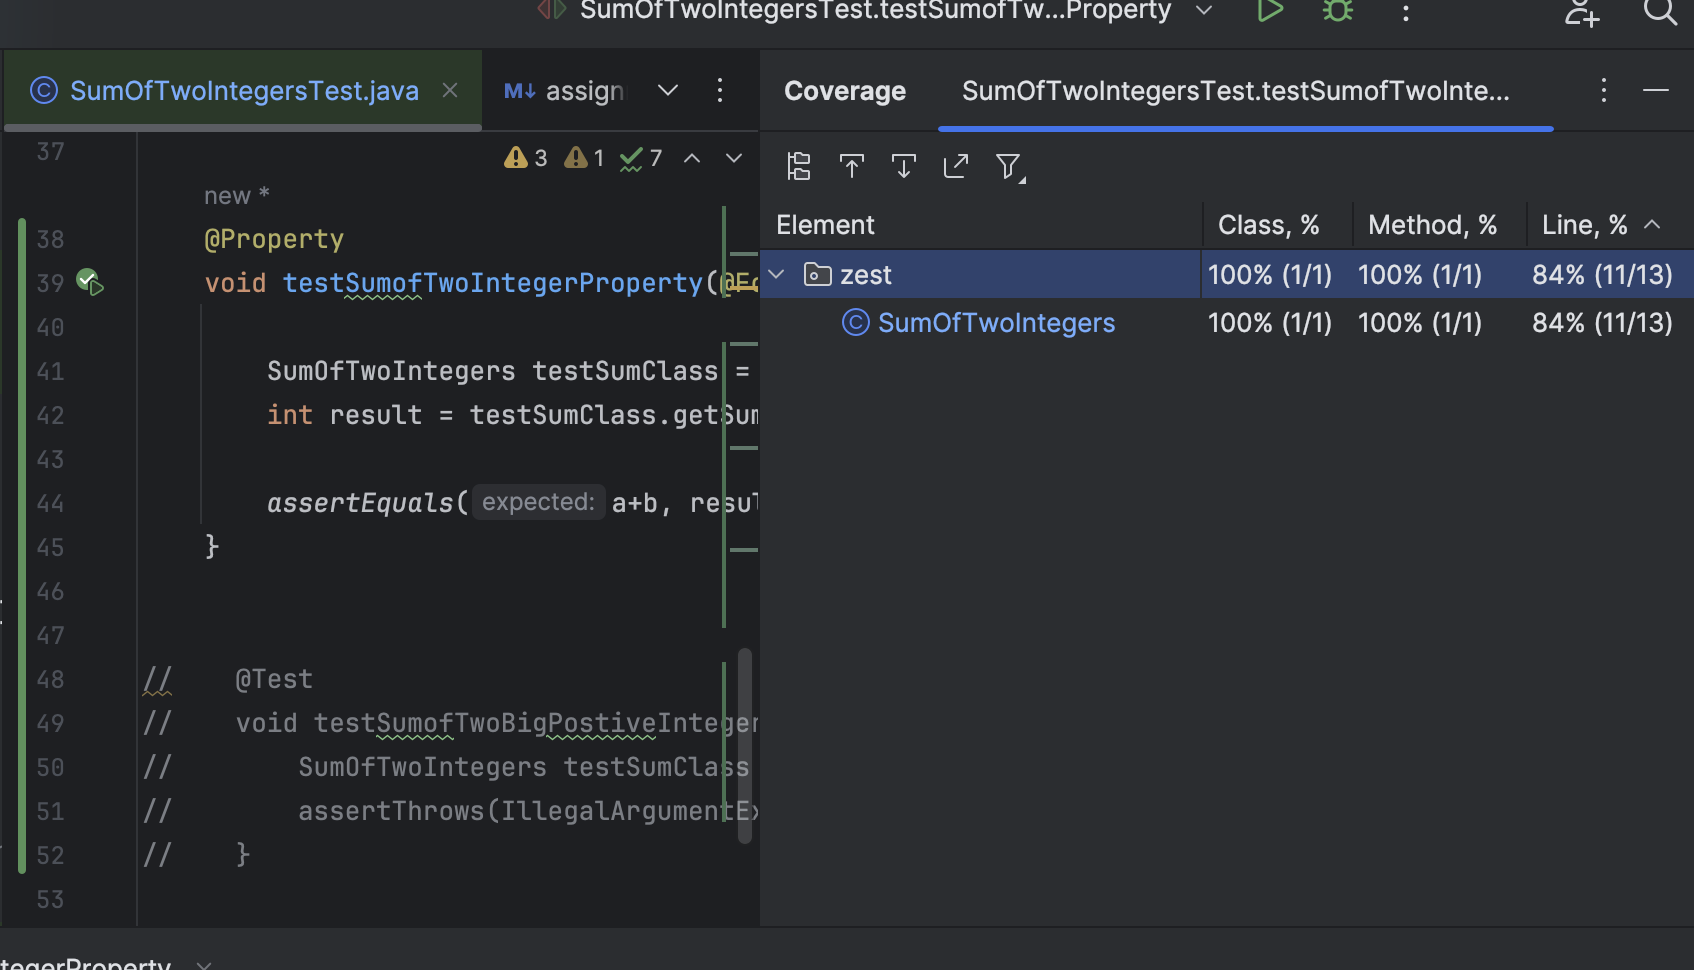 SumOfTwoIntegersTest.testSumofTw...Property
SumOfTwoIntegersTest.java
M↓ assign
Coverage SumOfTwoIntegersTest.testSumofTwoInte...
3 1 7
Element Class, % Method, % Line, %
zest 100% (1/1) 100% (1/1) 84% (11/13)
SumOfTwoIntegers 100% (1/1) 100% (1/1) 84% (11/13)
37
new *
38 @Property
39 void testSumofTwoIntegerProperty(
40
41 SumOfTwoIntegers testSumClass =
42 int result = testSumClass.getSum
43
44 assertEquals( expected: a+b, resul
45 }
46
47
48 // @Test
49 // void testSumofTwoBigPostiveInteger
50 // SumOfTwoIntegers testSumClass
51 // assertThrows(IllegalArgumentEx
52 // }
53
tegerProperty